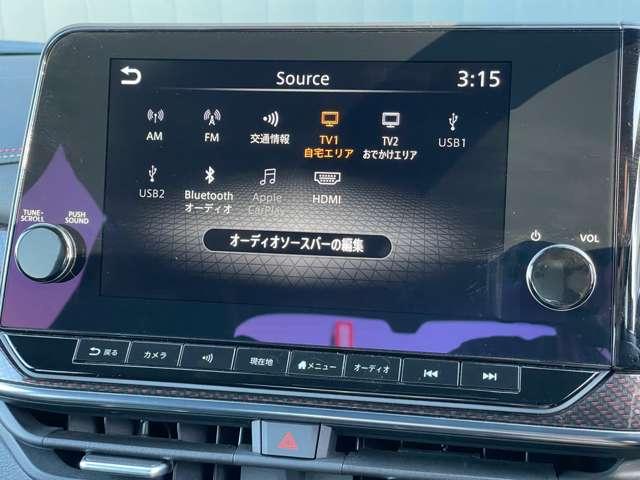 Source
3:15
AM
FM
交通情報
TV1
自宅エリア
TV2
おでかけエリア
USB1
USB2
Bluetooth
オーディオ
Apple
CarPlay
HDMI
オーディオソースバーの編集
TUNE·
SCROLL
PUSH
SOUND
VOL
戻る
カメラ
現在地
メニュー
オーディオ